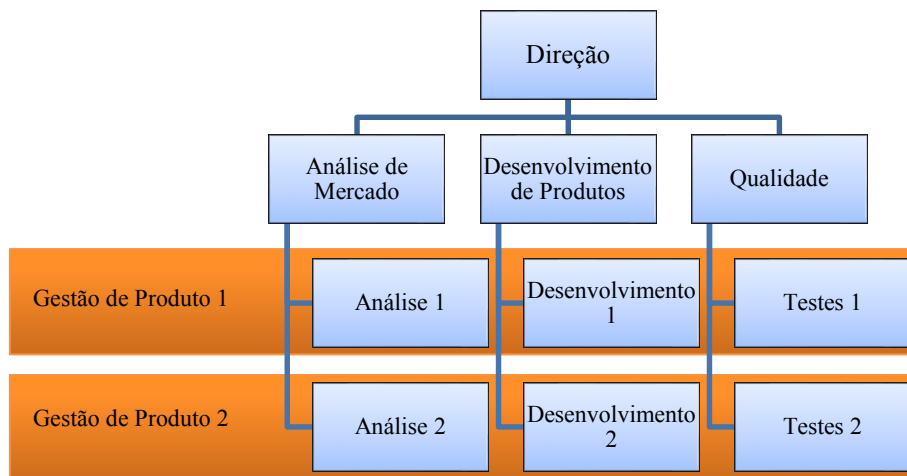 Direção
Análise de
Mercado
Desenvolvimento
de Produtos
Qualidade
Gestão de Produto 1
Análise 1
Desenvolvimento
1
Testes 1
Gestão de Produto 2
Análise 2
Desenvolvimento
2
Testes 2